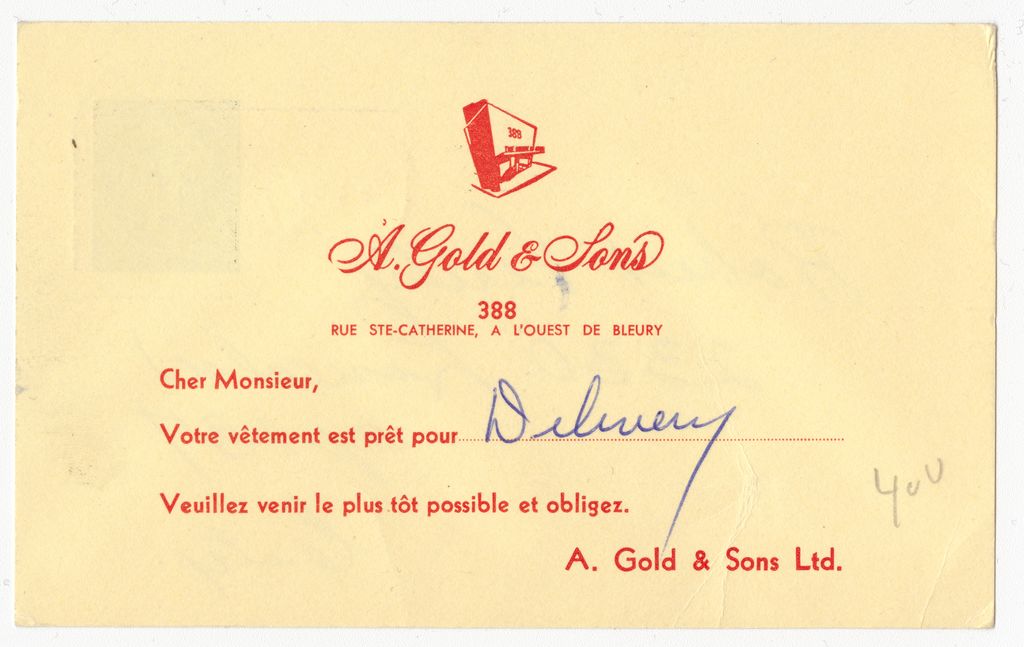 388
A. Gold & Sons
388
RUE STE-CATHERINE, A L'OUEST DE BLEURY
Cher Monsieur,
Votre vêtement est prêt pour Delivery
Veuillez venir le plus tôt possible et obligez.
400
A. Gold & Sons Ltd.